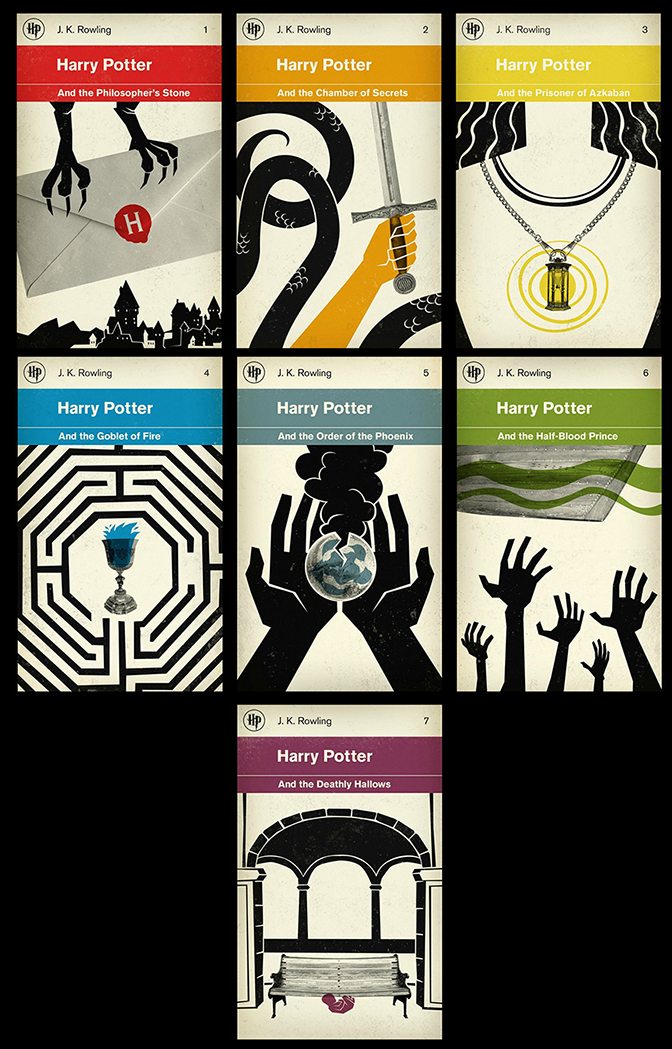 HP J. K. Rowling 1
Harry Potter
And the Philosopher's Stone
H
HP J. K. Rowling 2
Harry Potter
And the Chamber of Secrets
HP J. K. Rowling 3
Harry Potter
And the Prisoner of Azkaban
HP J. K. Rowling 4
Harry Potter
And the Goblet of Fire
HP J. K. Rowling 5
Harry Potter
And the Order of the Phoenix
HP J. K. Rowling 6
Harry Potter
And the Half-Blood Prince
HP J. K. Rowling 7
Harry Potter
And the Deathly Hallows